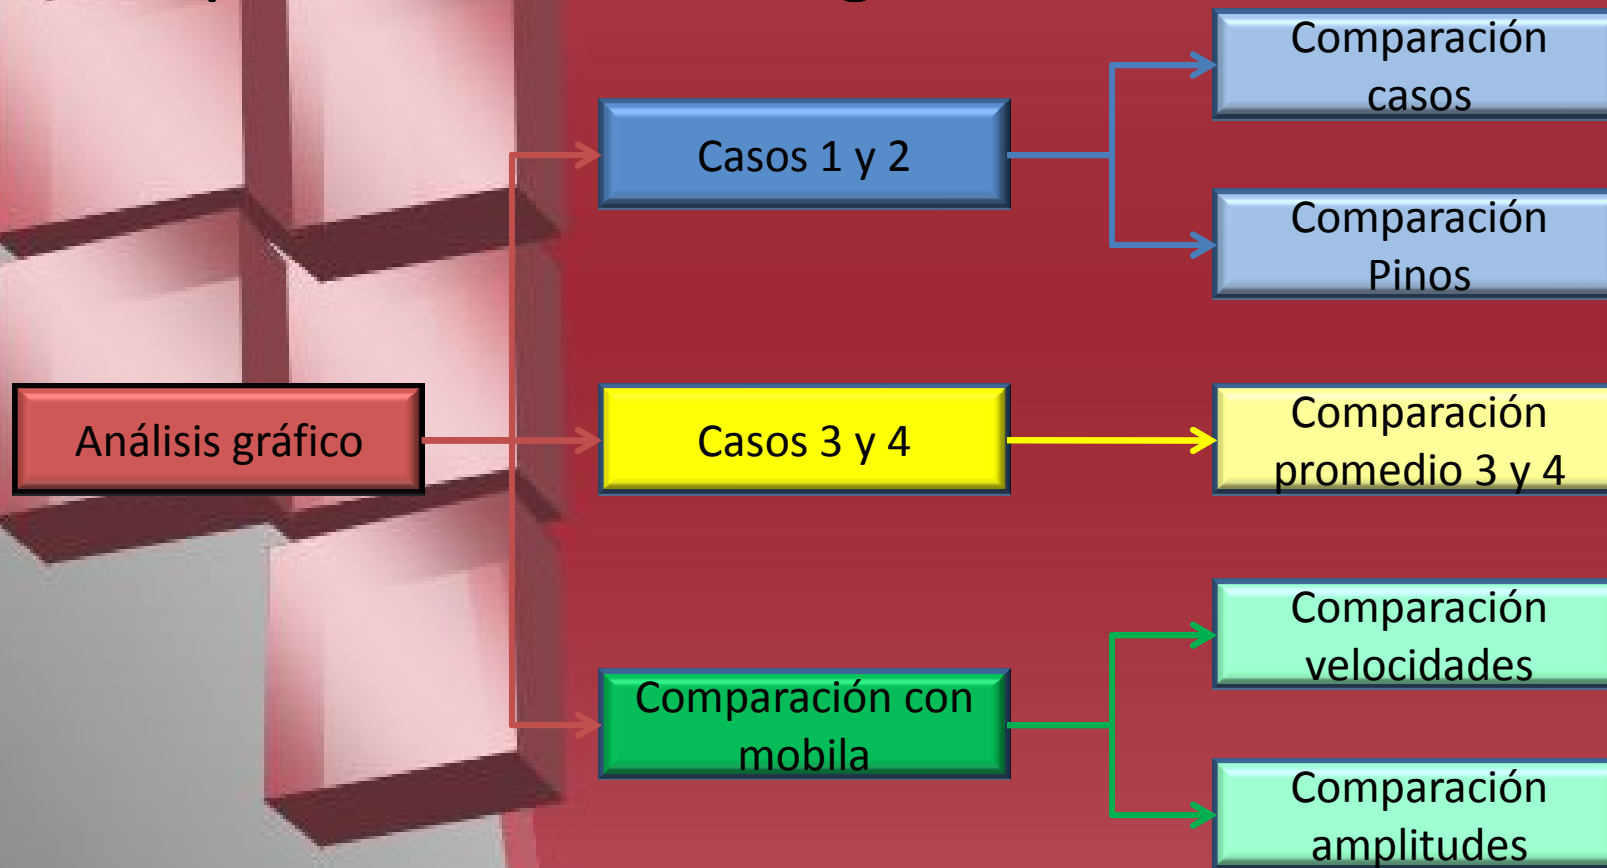 Análisis gráfico
Casos 1 y 2
Comparación
casos
Comparación
Pinos
Casos 3 y 4
Comparación
promedio 3 y 4
Comparación con
mobila
Comparación
velocidades
Comparación
amplitudes